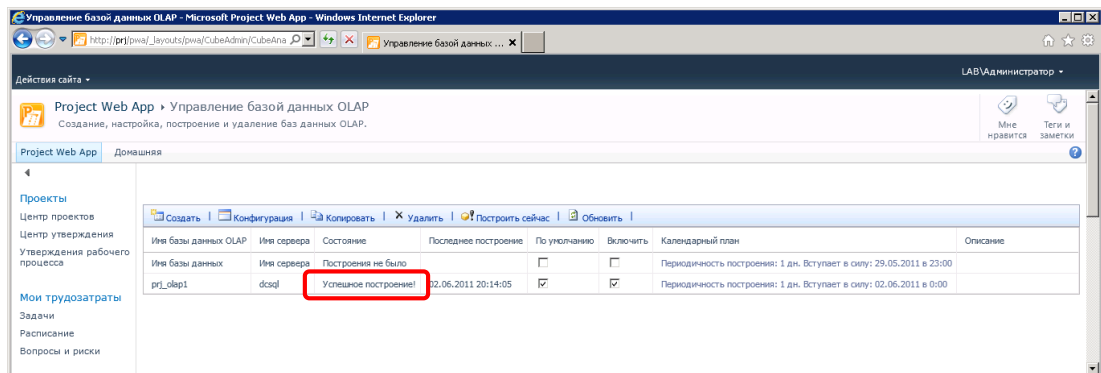 Управление базой данных OLAP - Microsoft Project Web App - Windows Internet Explorer
http://prj/pwa/_layouts/pwa/CubeAdmin/CubeAna
Управление базой данных ...
Действия сайта
LAB\Администратор
Project Web App Управление базой данных OLAP
Создание, настройка, построение и удаление баз данных OLAP.
Мне нравится
Теги и заметки
Project Web App Домашняя
Проекты
Центр проектов
Центр утверждения
Утверждения рабочего
процесса
Мои трудозатраты
Задачи
Расписание
Вопросы и риски
Создать | Конфигурация | Копировать | Удалить | Построить сейчас | Обновить |
Имя базы данных OLAP Имя сервера Состояние Последнее построение По умолчанию Включить Календарный план Описание
Имя базы данных Имя сервера Построения не было Периодичность построения: 1 дн. Вступает в силу: 29.05.2011 в 23:00
prj_olap1 dcsql Успешное построение! 02.06.2011 20:14:05 Периодичность построения: 1 дн. Вступает в силу: 02.06.2011 в 0:00